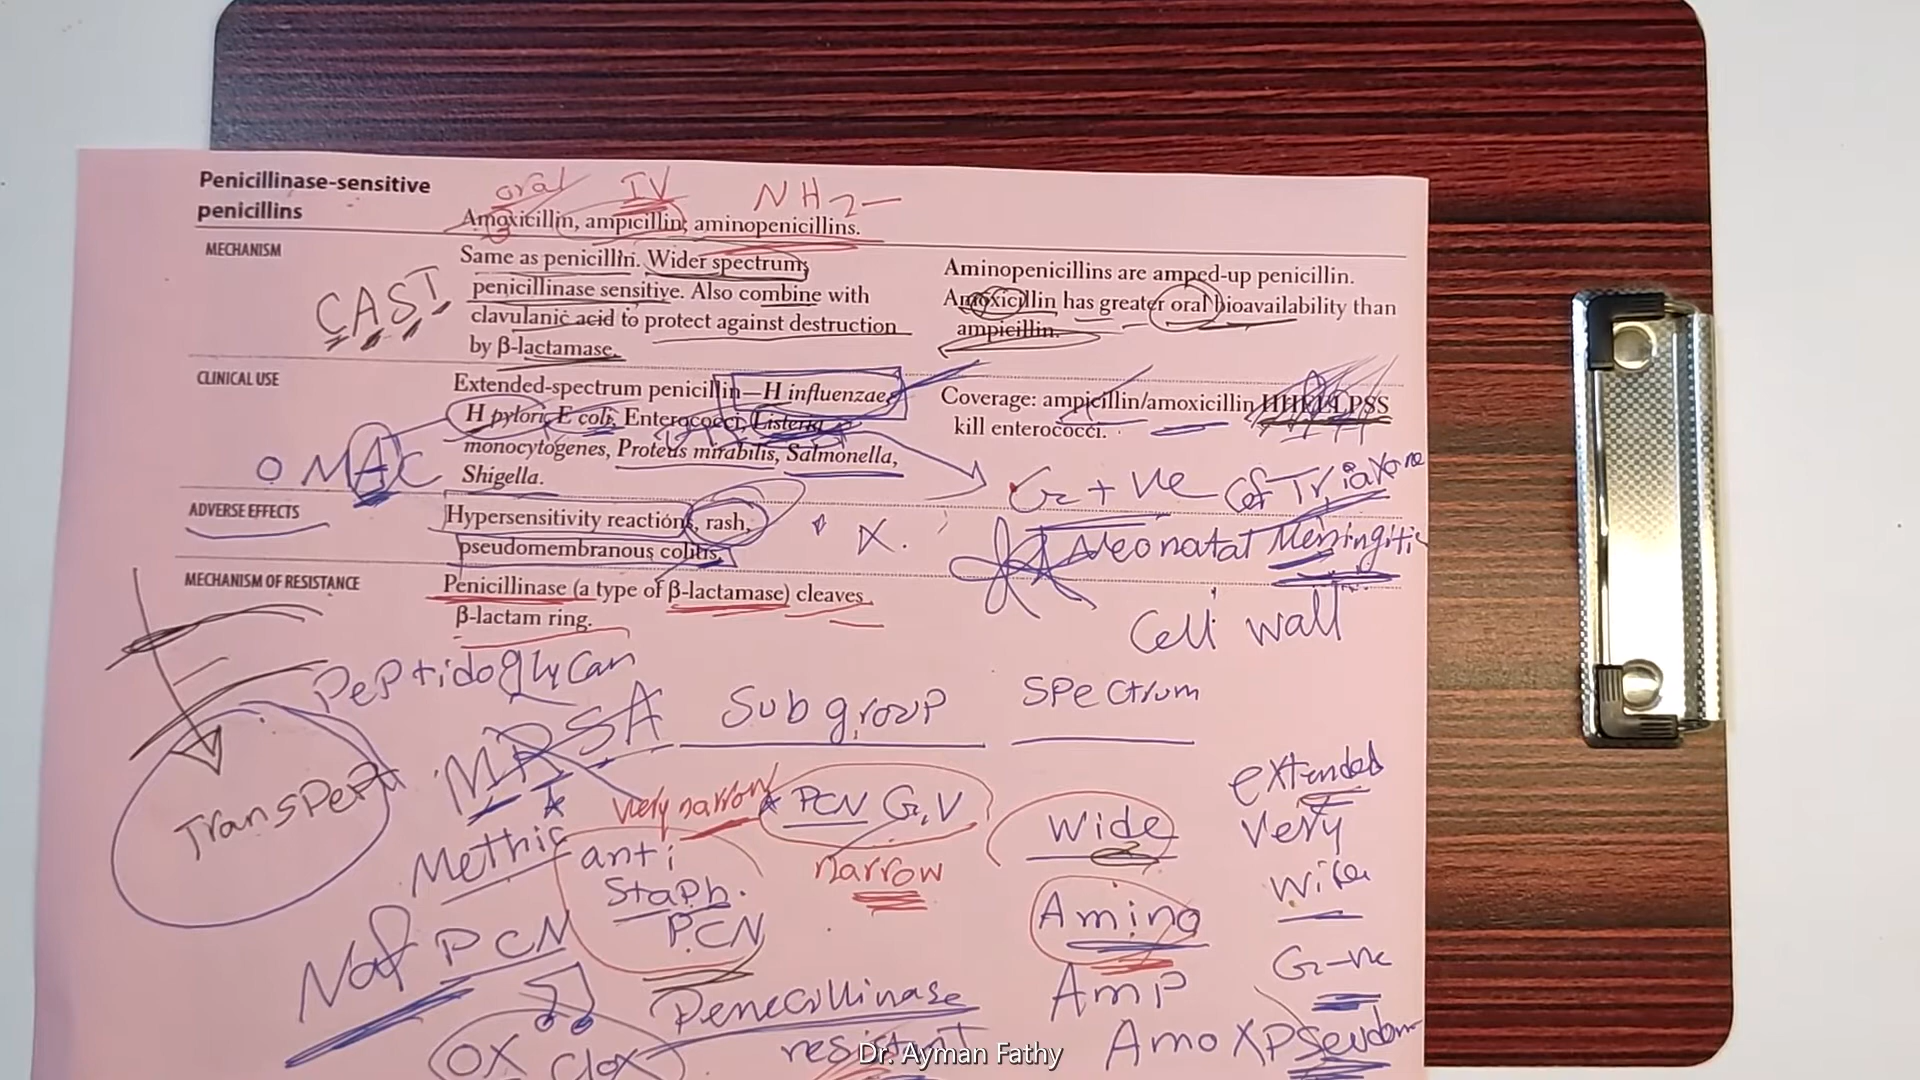 oral IV NH2-
Penicillinase-sensitive
penicillins
Amoxicillin, ampicillin; aminopenicillins.
MECHANISM
Same as penicillin. Wider spectrum;
penicillinase sensitive. Also combine with
clavulanic acid to protect against destruction
by β-lactamase.
CAST
Aminopenicillins are amped-up penicillin.
Amoxicillin has greater oral bioavailability than
ampicillin.
CLINICAL USE
Extended-spectrum penicillin—H influenzae,
H pylori, E coli, Enterococci, Listeria
monocytogenes, Proteus mirabilis, Salmonella,
Shigella.
O MAC
Coverage: ampicillin/amoxicillin HHEELPSS
kill enterococci.
G+ve CefTriaxone
ADVERSE EFFECTS
Hypersensitivity reactions, rash,
pseudomembranous colitis.
X.
Neonatal Meningitis
MECHANISM OF RESISTANCE
Penicillinase (a type of β-lactamase) cleaves
β-lactam ring.
Cell wall
Peptidoglycan
MRSA
Subgroup
Spectrum
TransPept
Methic
very narrow
PCN G,V
narrow
anti
Staph.
PCN
Wide
extended
Very
Amino
G-ve
Naf PCN
OX Clox
Penecillinase
resistant
Amp
Amox
Pseudom
Dr. Ayman Fathy